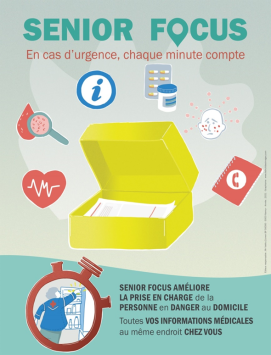 SENIOR FOCUS
En cas d'urgence, chaque minute compte
SENIOR FOCUS AMÉLIORE
LA PRISE EN CHARGE de la
PERSONNE en DANGER au DOMICILE
Toutes VOS INFORMATIONS MÉDICALES
au même endroit CHEZ VOUS